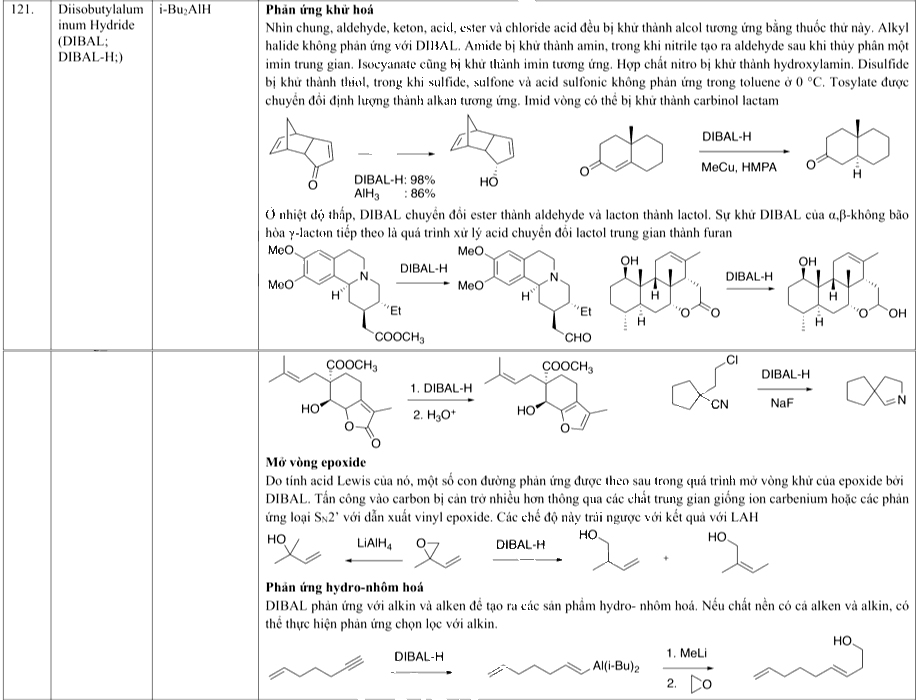 121. Diisobutylalum i-Bu₂AlH Phản ứng khử hoá
inum Hydride Nhìn chung, aldehyde, keton, acid, ester và chloride acid đều bị khử thành alcol tương ứng bằng thuốc thử này. Alkyl
(DIBAL; halide không phản ứng với DIBAL. Amide bị khử thành amin, trong khi nitrile tạo ra aldehyde sau khi thủy phân một
DIBAL-H;) imin trung gian. Isocyanate cũng bị khử thành imin tương ứng. Hợp chất nitro bị khử thành hydroxylamin. Disulfide
bị khử thành thiol, trong khi sulfide, sulfone và acid sulfonic không phản ứng trong toluene ở 0 °C. Tosylate được
chuyển đổi định lượng thành alkan tương ứng. Imid vòng có thể bị khử thành carbinol lactam
DIBAL-H
MeCu, HMPA
O HO O H
DIBAL-H: 98%
AlH₃ : 86%
Ở nhiệt độ thấp, DIBAL chuyển đổi ester thành aldehyde và lacton thành lactol. Sự khử DIBAL của α,β-không bão
hòa γ-lacton tiếp theo là quá trình xử lý acid chuyển đổi lactol trung gian thành furan
MeO MeO OH OH
N DIBAL-H N DIBAL-H
MeO MeO
H H H H
Et Et H O O H O OH
COOCH₃ CHO
COOCH₃ COOCH₃ Cl
1. DIBAL-H DIBAL-H
HO HO CN NaF N
2. H₃O⁺
O O
O
Mở vòng epoxide
Do tính acid Lewis của nó, một số con đường phản ứng được theo sau trong quá trình mở vòng khử của epoxide bởi
DIBAL. Tấn công vào carbon bị cản trở nhiều hơn thông qua các chất trung gian giống ion carbenium hoặc các phản
ứng loại SN2’ với dẫn xuất vinyl epoxide. Các chế độ này trái ngược với kết quả với LAH
HO LiAlH₄ O DIBAL-H HO + HO
Phản ứng hydro-nhôm hoá
DIBAL phản ứng với alkin và alken để tạo ra các sản phẩm hydro- nhôm hoá. Nếu chất nền có cả alken và alkin, có
thể thực hiện phản ứng chọn lọc với alkin.
HO
DIBAL-H Al(i-Bu)₂ 1. MeLi
2. O